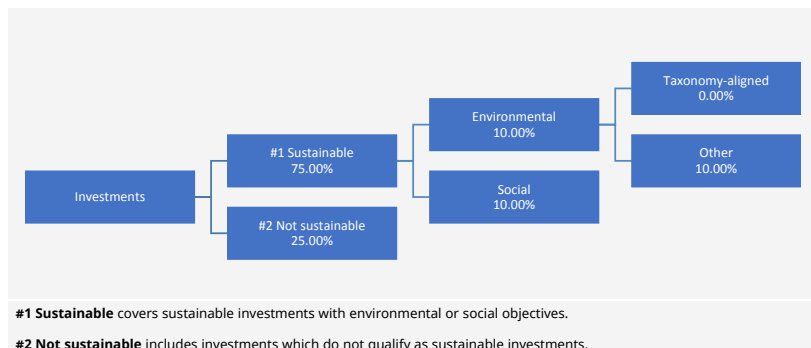 Investments
#1 Sustainable
75.00%
#2 Not sustainable
25.00%
Environmental
10.00%
Social
10.00%
Taxonomy-aligned
0.00%
Other
10.00%
#1 Sustainable covers sustainable investments with environmental or social objectives.
#2 Not sustainable includes investments which do not qualify as sustainable investments.